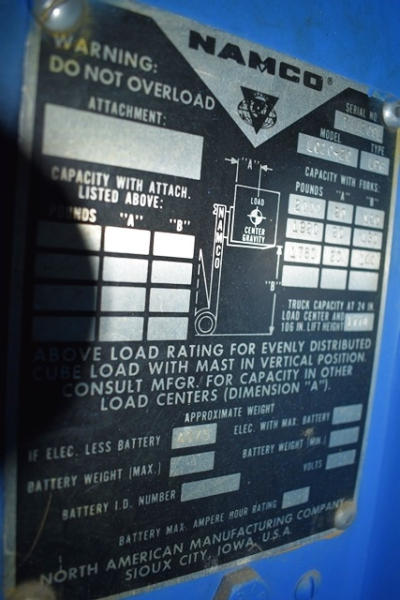 NAMCO®
WARNING:
DO NOT OVERLOAD
ATTACHMENT:
SERIAL NO.
MODEL TYPE
CAPACITY WITH ATTACH.
LISTED ABOVE:
POUNDS "A" "B"
"A"
LOAD
CENTER
GRAVITY
NAMCO
"B"
CAPACITY WITH FORKS:
POUNDS "A" "B"
TRUCK CAPACITY AT 24 IN
LOAD CENTER AND
106 IN. LIFT HEIGHT
ABOVE LOAD RATING FOR EVENLY DISTRIBUTED
CUBE LOAD WITH MAST IN VERTICAL POSITION.
CONSULT MFGR. FOR CAPACITY IN OTHER
LOAD CENTERS (DIMENSION "A").
APPROXIMATE WEIGHT
IF ELEC. LESS BATTERY
ELEC. WITH MAX. BATTERY
BATTERY WEIGHT (MAX.)
BATTERY WEIGHT (MIN.)
BATTERY I.D. NUMBER
VOLTS
BATTERY MAX. AMPERE HOUR RATING
NORTH AMERICAN MANUFACTURING COMPANY
SIOUX CITY, IOWA, U.S.A.